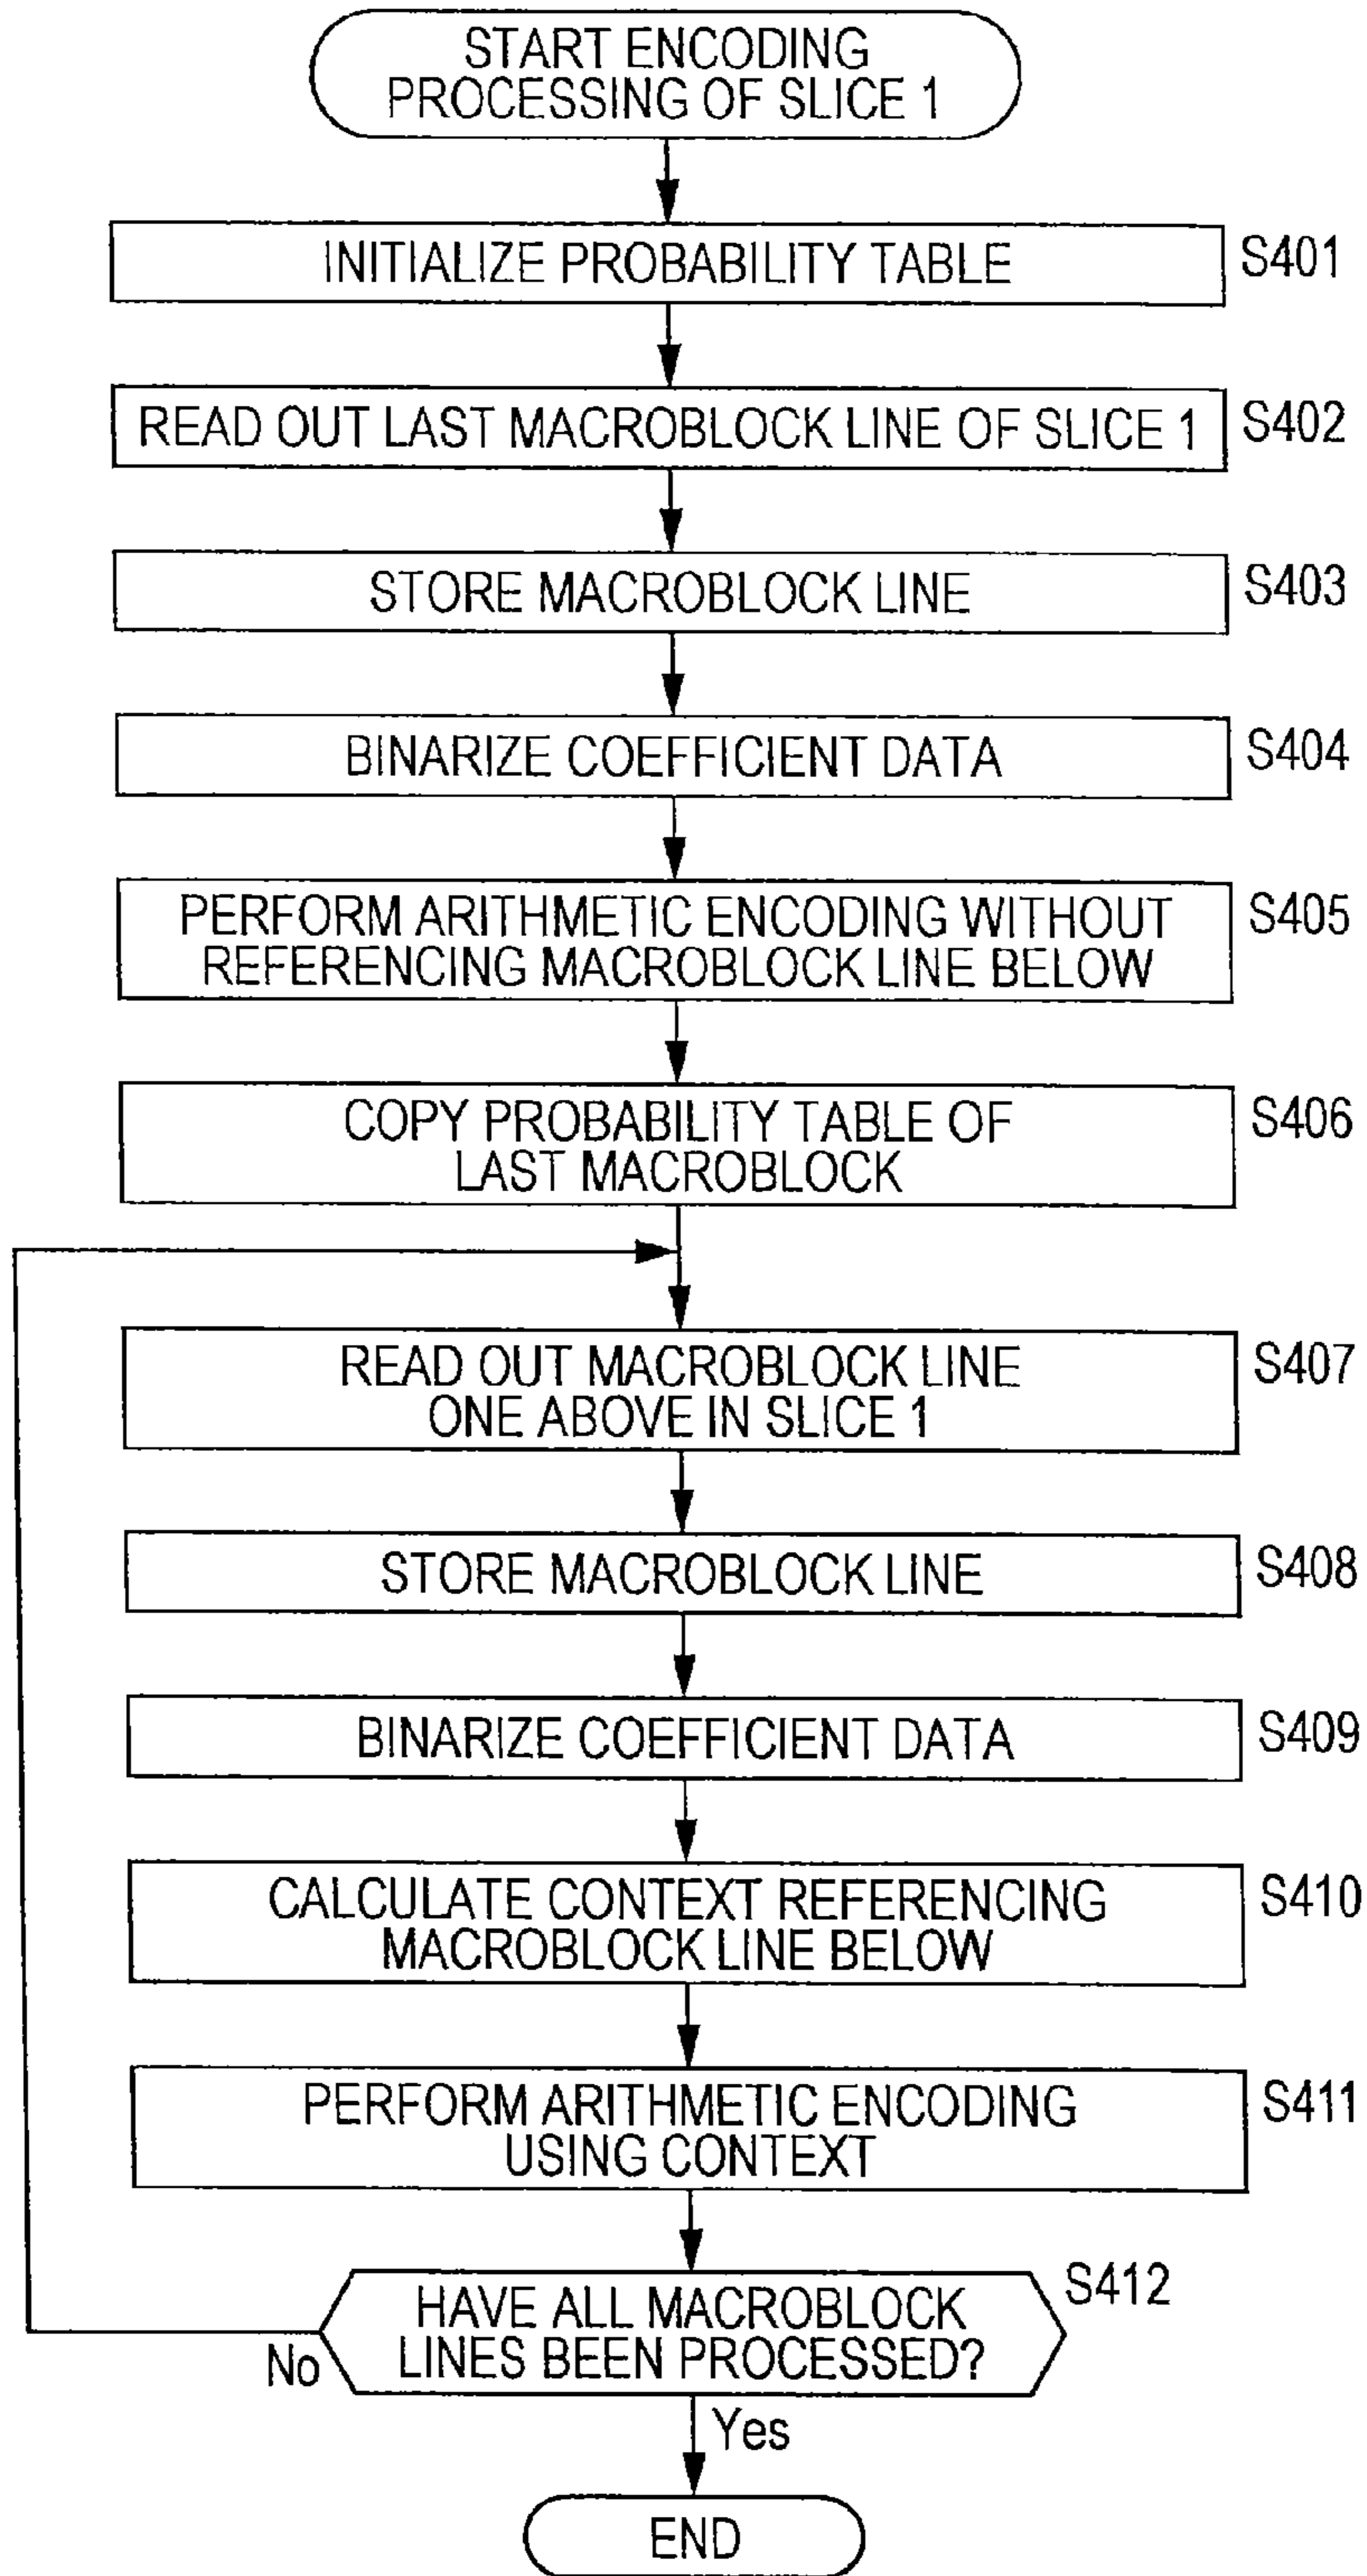 START ENCODING
PROCESSING OF SLICE 1
INITIALIZE PROBABILITY TABLE
S401
READ OUT LAST MACROBLOCK LINE OF SLICE 1
S402
STORE MACROBLOCK LINE
S403
BINARIZE COEFFICIENT DATA
S404
PERFORM ARITHMETIC ENCODING WITHOUT
REFERENCING MACROBLOCK LINE BELOW
S405
COPY PROBABILITY TABLE OF
LAST MACROBLOCK
S406
READ OUT MACROBLOCK LINE
ONE ABOVE IN SLICE 1
S407
STORE MACROBLOCK LINE
S408
BINARIZE COEFFICIENT DATA
S409
CALCULATE CONTEXT REFERENCING
MACROBLOCK LINE BELOW
S410
PERFORM ARITHMETIC ENCODING
USING CONTEXT
S411
HAVE ALL MACROBLOCK
LINES BEEN PROCESSED?
S412
No
Yes
END